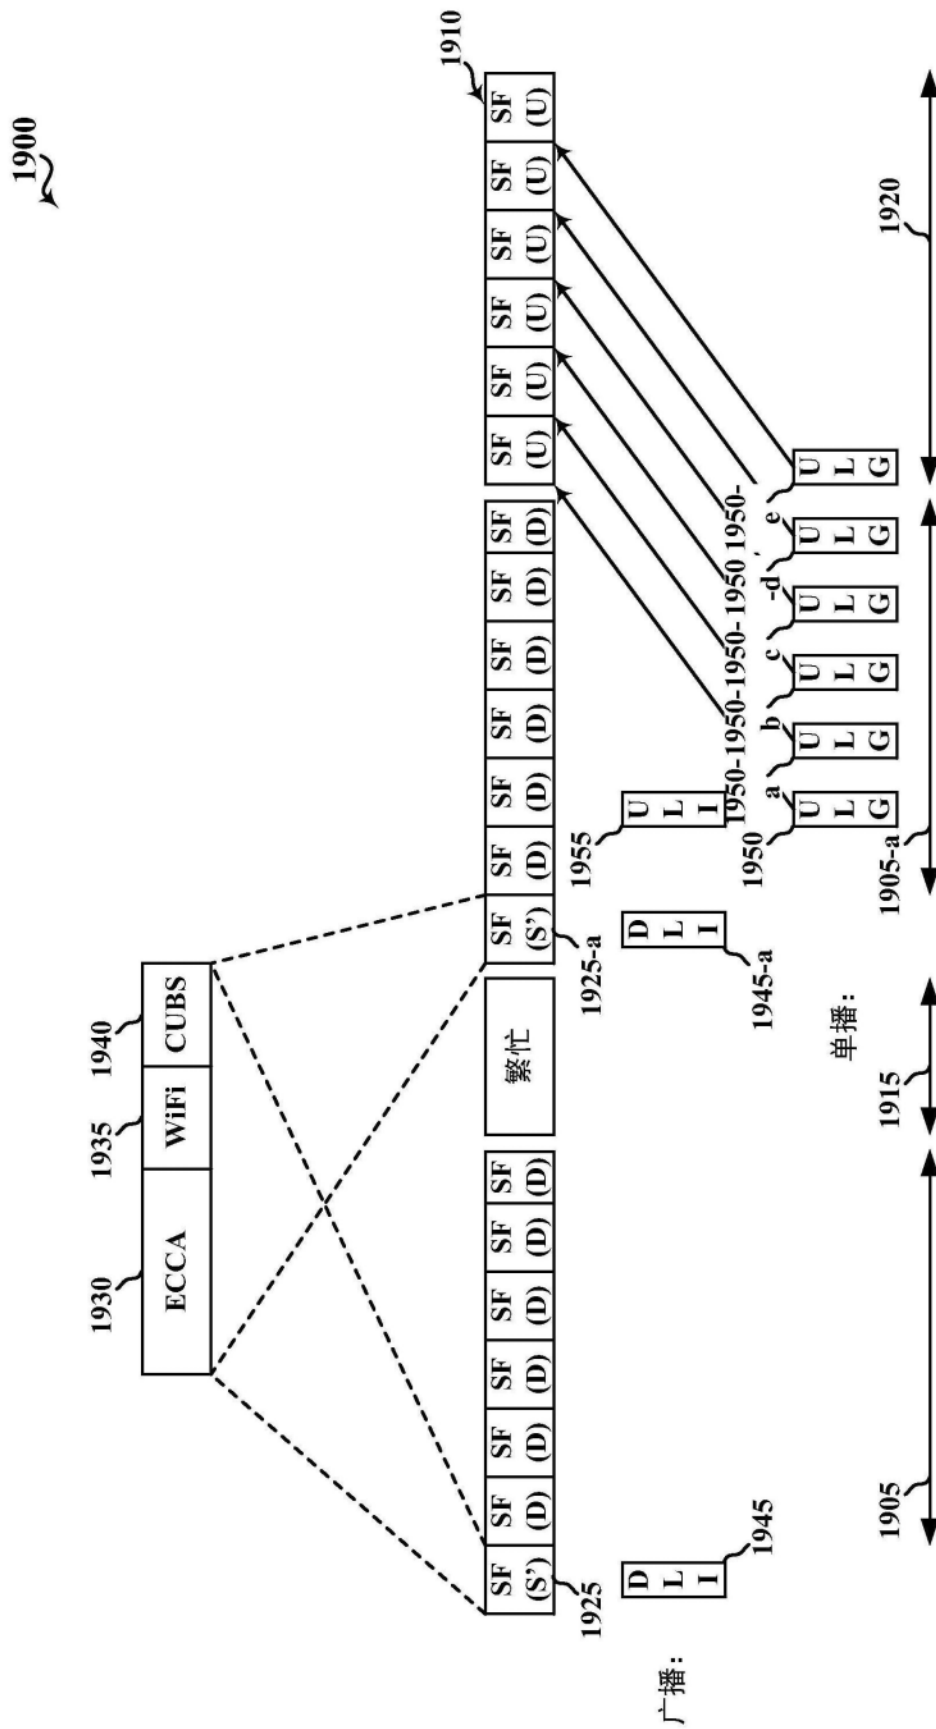 1900
1930
1935
1940
ECCA
WiFi
CUBS
1910
SF (S')
SF (D)
SF (D)
SF (D)
SF (D)
SF (D)
SF (D)
繁忙
SF (S')
SF (D)
SF (D)
SF (D)
SF (D)
SF (D)
SF (D)
SF (U)
SF (U)
SF (U)
SF (U)
SF (U)
SF (U)
1925
1925-a
广播：
DLI
1945
DLI
1945-a
1955
ULI
单播：
1950
1950-a
1950-b
1950-c
1950-d
1950-e
ULG
ULG
ULG
ULG
ULG
ULG
1905
1915
1905-a
1920